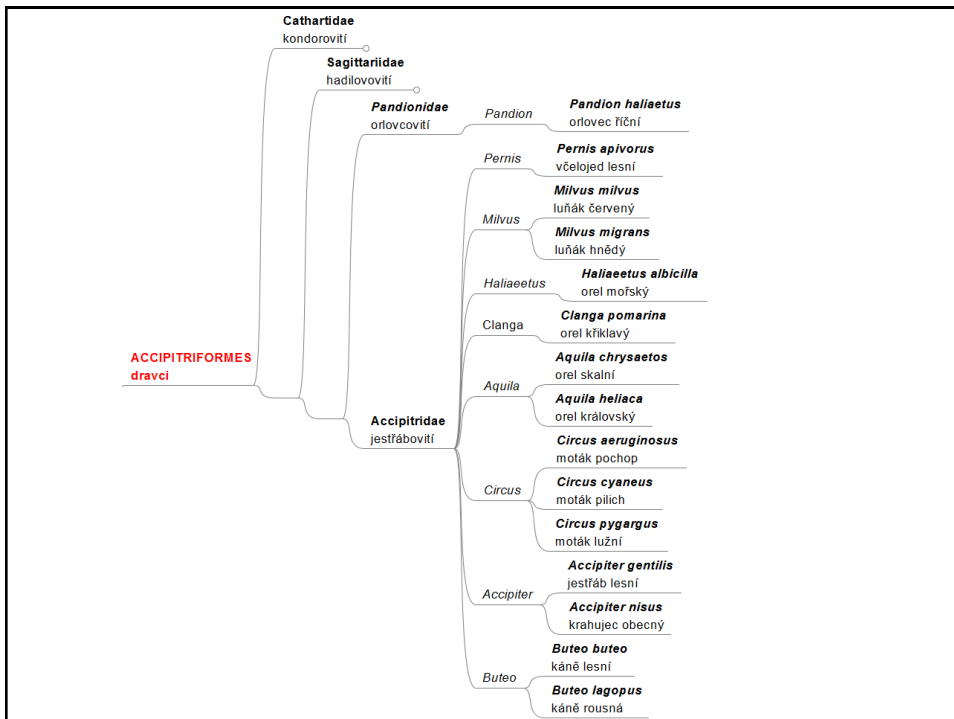 Cathartidae
kondorovití
Sagittariidae
hadilovovití
Pandionidae
orlovcovití
Pandion
Pandion haliaetus
orlovec říční
Pernis
Pernis apivorus
včelojed lesní
Milvus
Milvus milvus
luňák červený
Milvus migrans
luňák hnědý
Haliaeetus
Haliaeetus albicilla
orel mořský
Clanga
Clanga pomarina
orel křiklavý
ACCIPITRIFORMES
dravci
Accipitridae
jestřábovití
Aquila
Aquila chrysaetos
orel skalní
Aquila heliaca
orel královský
Circus
Circus aeruginosus
moták pochop
Circus cyaneus
moták pilich
Circus pygargus
moták lužní
Accipiter
Accipiter gentilis
jestřáb lesní
Accipiter nisus
krahujec obecný
Buteo
Buteo buteo
káně lesní
Buteo lagopus
káně rousná